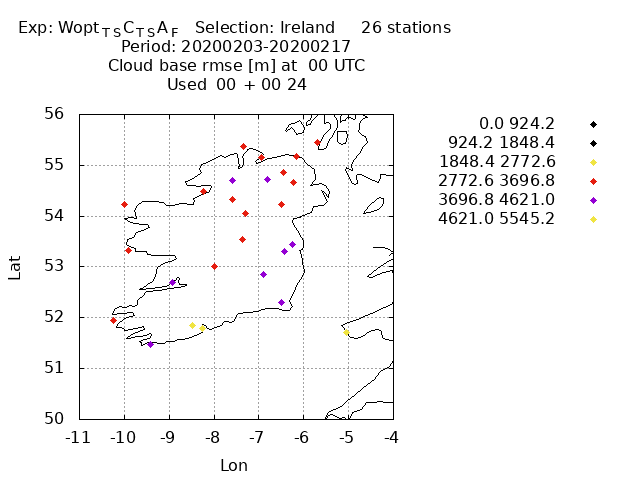 Exp: Wopt_TSC_TSA_F Selection: Ireland 26 stations
Period: 20200203-20200217
Cloud base rmse [m] at 00 UTC
Used 00 + 00 24
56
55
54
53
52
51
50
Lat
-11 -10 -9 -8 -7 -6 -5 -4
Lon
0.0 924.2
924.2 1848.4
1848.4 2772.6
2772.6 3696.8
3696.8 4621.0
4621.0 5545.2